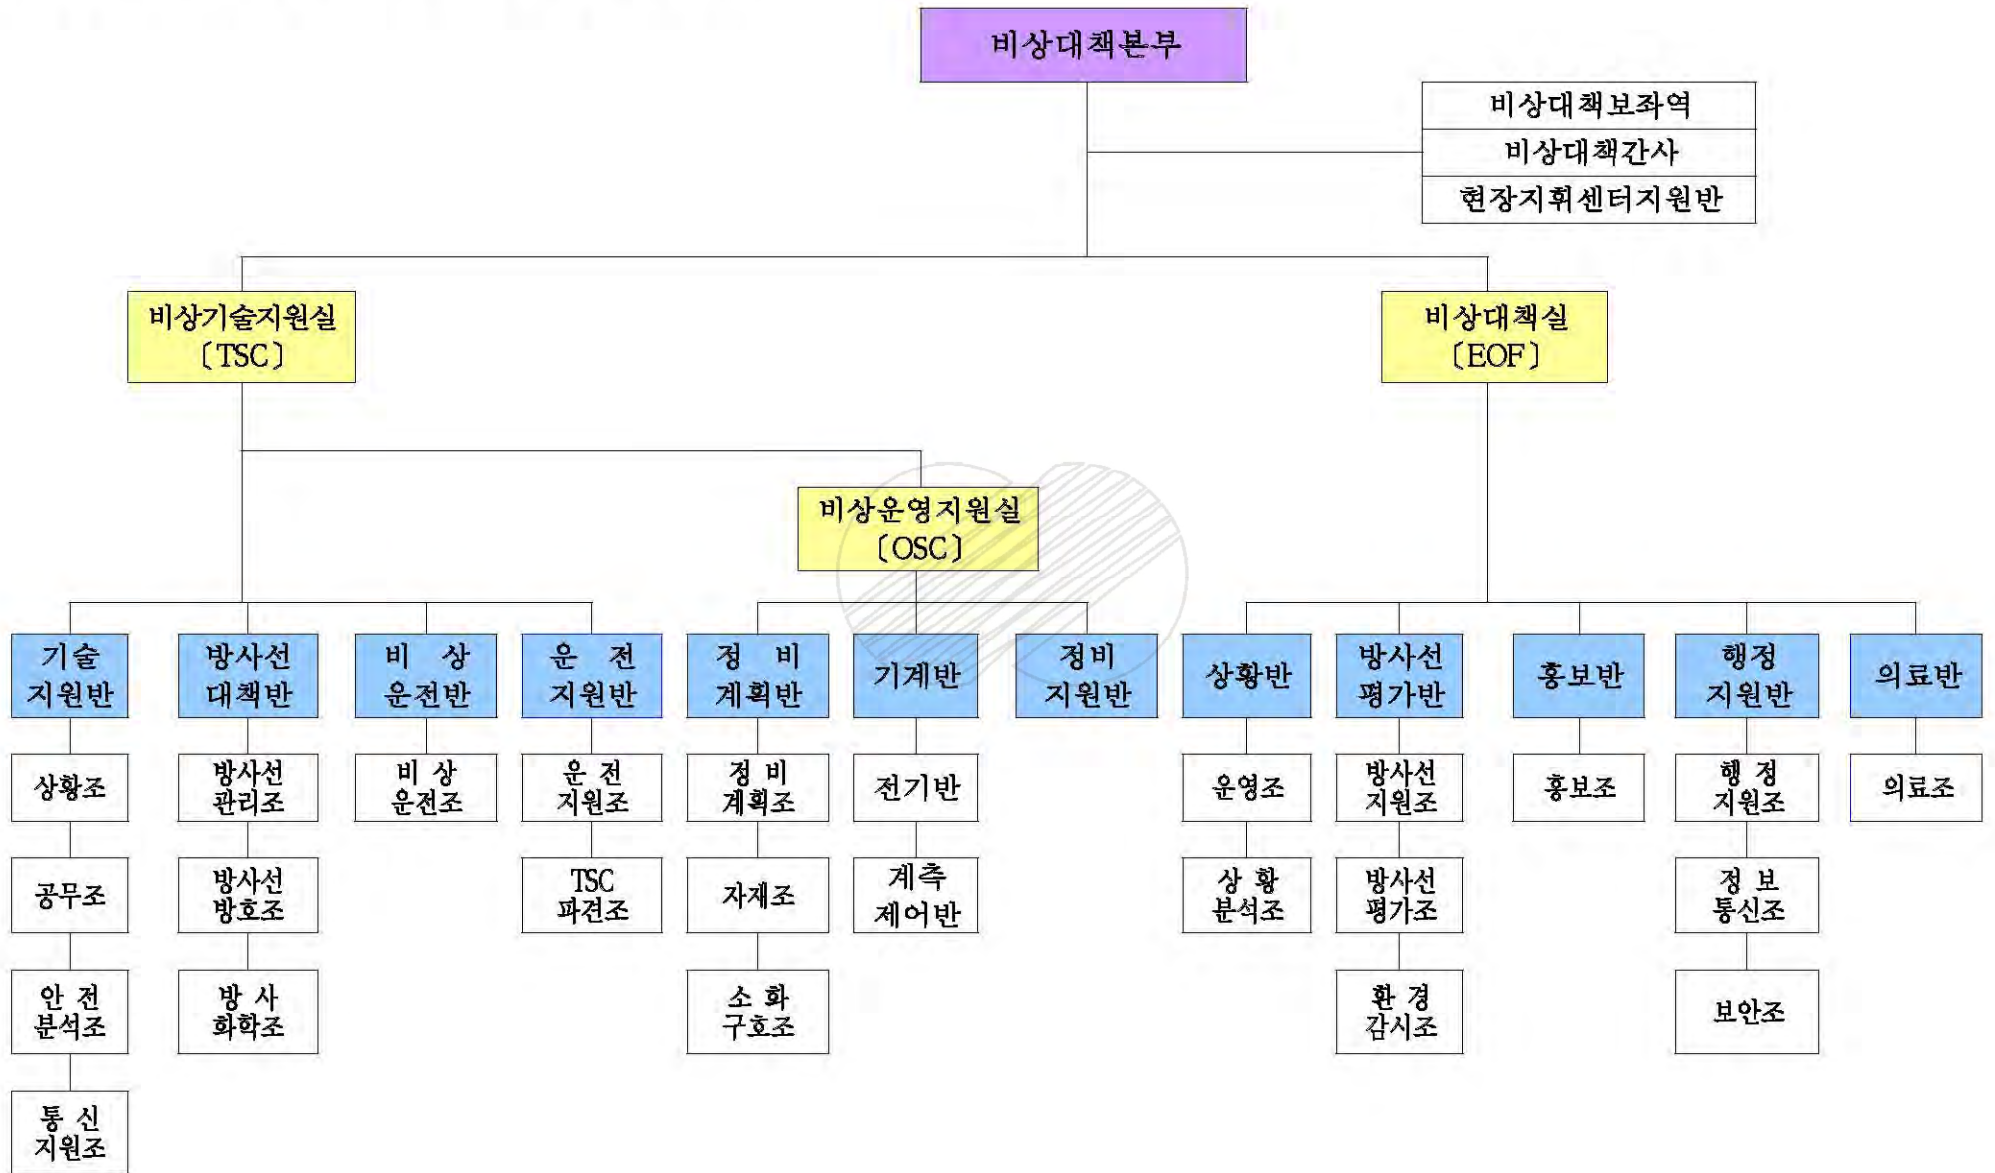 비상대책본부
비상대책보좌역
비상대책간사
현장지휘센터지원반
비상기술지원실
〔TSC〕
비상대책실
〔EOF〕
비상운영지원실
〔OSC〕
기술
지원반
방사선
대책반
비 상
운전반
운 전
지원반
정 비
계획반
기계반
정비
지원반
상황반
방사선
평가반
홍보반
행정
지원반
의료반
상황조
방사선
관리조
비 상
운전조
운 전
지원조
정 비
계획조
전기반
운영조
방사선
지원조
홍보조
행 정
지원조
의료조
공무조
방사선
방호조
TSC
파견조
자재조
계측
제어반
상 황
분석조
방사선
평가조
정 보
통신조
안 전
분석조
방 사
화학조
소 화
구호조
환 경
감시조
보안조
통 신
지원조